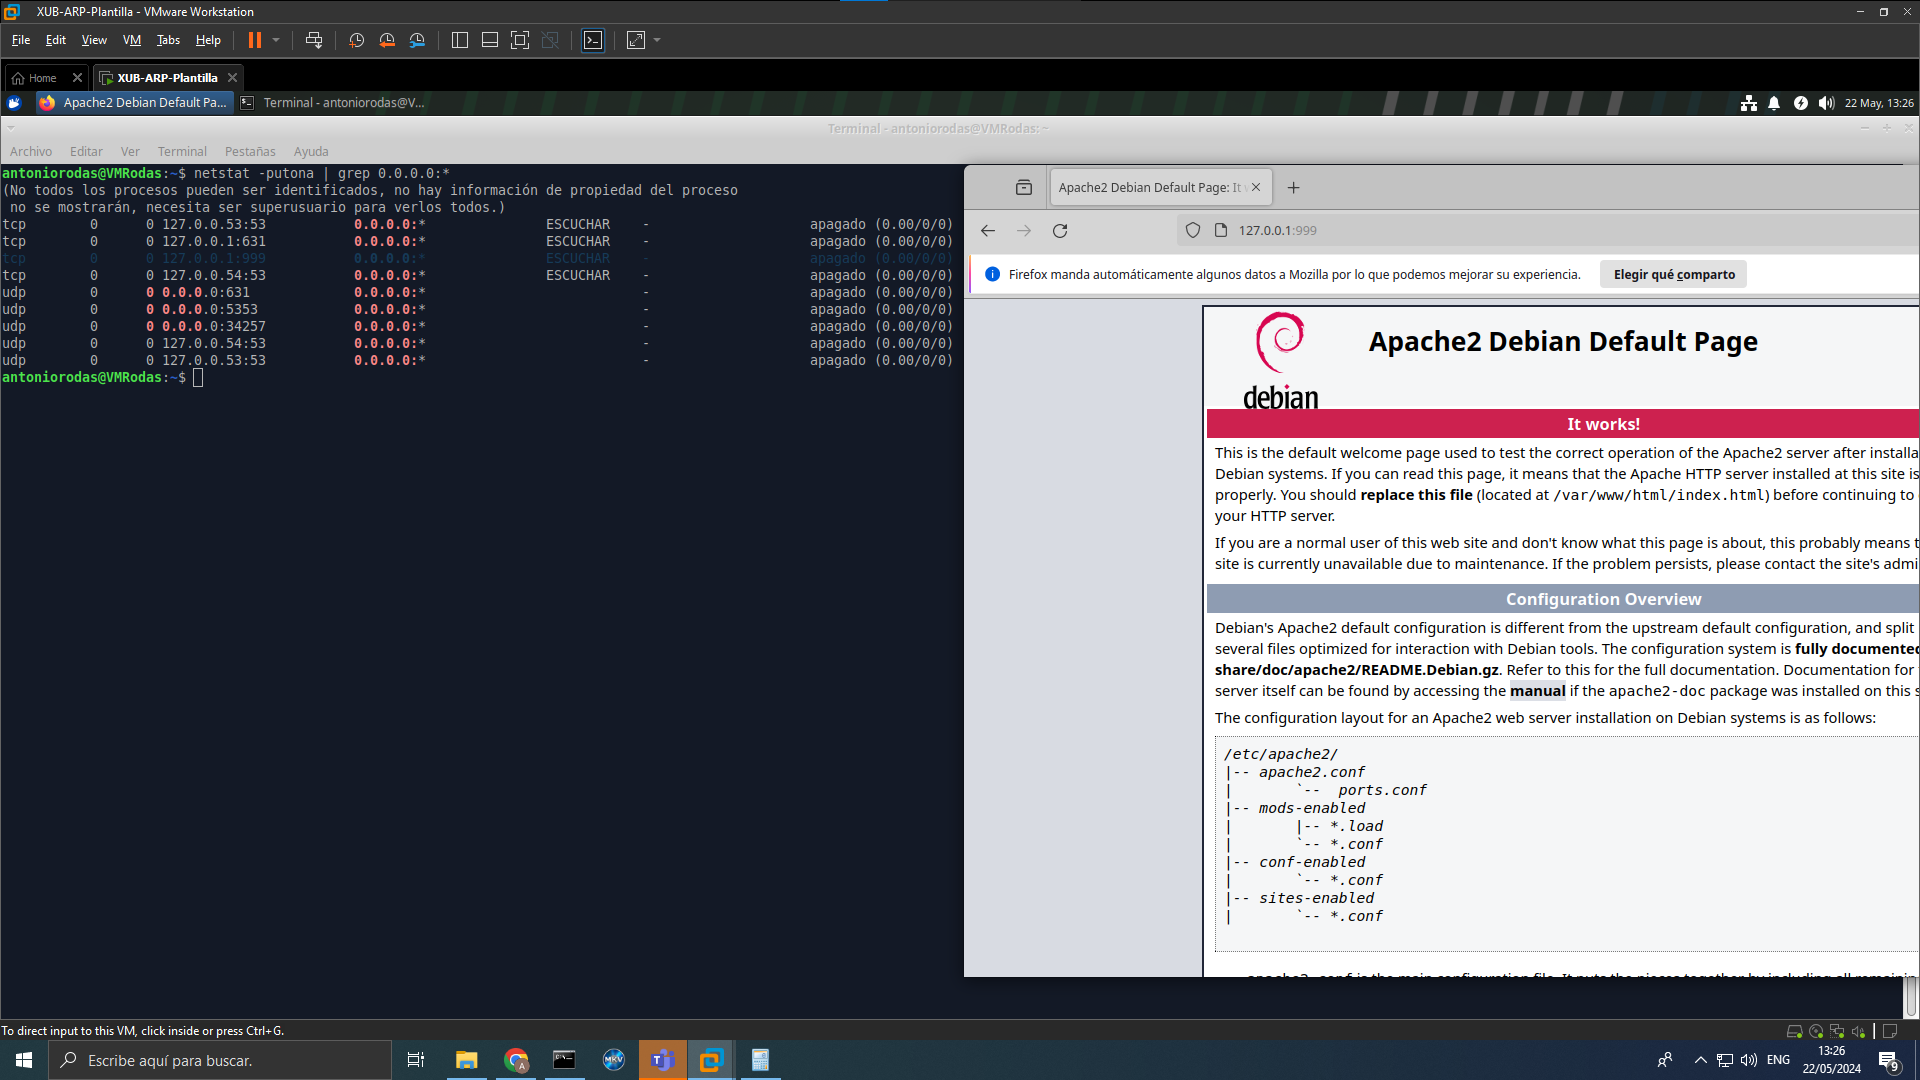 XUB-ARP-Plantilla - VMware Workstation
File Edit View VM Tabs Help
Home
XUB-ARP-Plantilla
Apache2 Debian Default Pa...
Terminal - antoniorodas@V...
22 May, 13:26
Terminal - antoniorodas@VMRodas: ~
Archivo Editar Ver Terminal Pestañas Ayuda
antoniorodas@VMRodas:~$ netstat -putona | grep 0.0.0.0:*
(No todos los procesos pueden ser identificados, no hay información de propiedad del proceso
no se mostrarán, necesita ser superusuario para verlos todos.)
tcp 0 0 127.0.0.53:53 0.0.0.0:* ESCUCHAR - apagado (0.00/0/0)
tcp 0 0 127.0.0.1:631 0.0.0.0:* ESCUCHAR - apagado (0.00/0/0)
tcp 0 0 127.0.0.1:999 0.0.0.0:* ESCUCHAR - apagado (0.00/0/0)
tcp 0 0 127.0.0.54:53 0.0.0.0:* ESCUCHAR - apagado (0.00/0/0)
udp 0 0 0.0.0.0:631 0.0.0.0:* - apagado (0.00/0/0)
udp 0 0 0.0.0.0:5353 0.0.0.0:* - apagado (0.00/0/0)
udp 0 0 0.0.0.0:34257 0.0.0.0:* - apagado (0.00/0/0)
udp 0 0 127.0.0.54:53 0.0.0.0:* - apagado (0.00/0/0)
udp 0 0 127.0.0.53:53 0.0.0.0:* - apagado (0.00/0/0)
antoniorodas@VMRodas:~$
Apache2 Debian Default Page: It
127.0.0.1:999
Firefox manda automáticamente algunos datos a Mozilla por lo que podemos mejorar su experiencia.
Elegir qué comparto
debian
Apache2 Debian Default Page
It works!
This is the default welcome page used to test the correct operation of the Apache2 server after installa
Debian systems. If you can read this page, it means that the Apache HTTP server installed at this site is
properly. You should replace this file (located at /var/www/html/index.html) before continuing to
your HTTP server.
If you are a normal user of this web site and don't know what this page is about, this probably means t
site is currently unavailable due to maintenance. If the problem persists, please contact the site's admi
Configuration Overview
Debian's Apache2 default configuration is different from the upstream default configuration, and split
several files optimized for interaction with Debian tools. The configuration system is fully documented
share/doc/apache2/README.Debian.gz. Refer to this for the full documentation. Documentation for
server itself can be found by accessing the manual if the apache2-doc package was installed on this s
The configuration layout for an Apache2 web server installation on Debian systems is as follows:
/etc/apache2/
|-- apache2.conf
| `-- ports.conf
|-- mods-enabled
| |-- *.load
| `-- *.conf
|-- conf-enabled
| `-- *.conf
|-- sites-enabled
| `-- *.conf
apache2.conf is the main configuration file. It puts the pieces together by including all remainin
To direct input to this VM, click inside or press Ctrl+G.
Escribe aquí para buscar.
MKV
A
T
ENG
13:26
22/05/2024
9